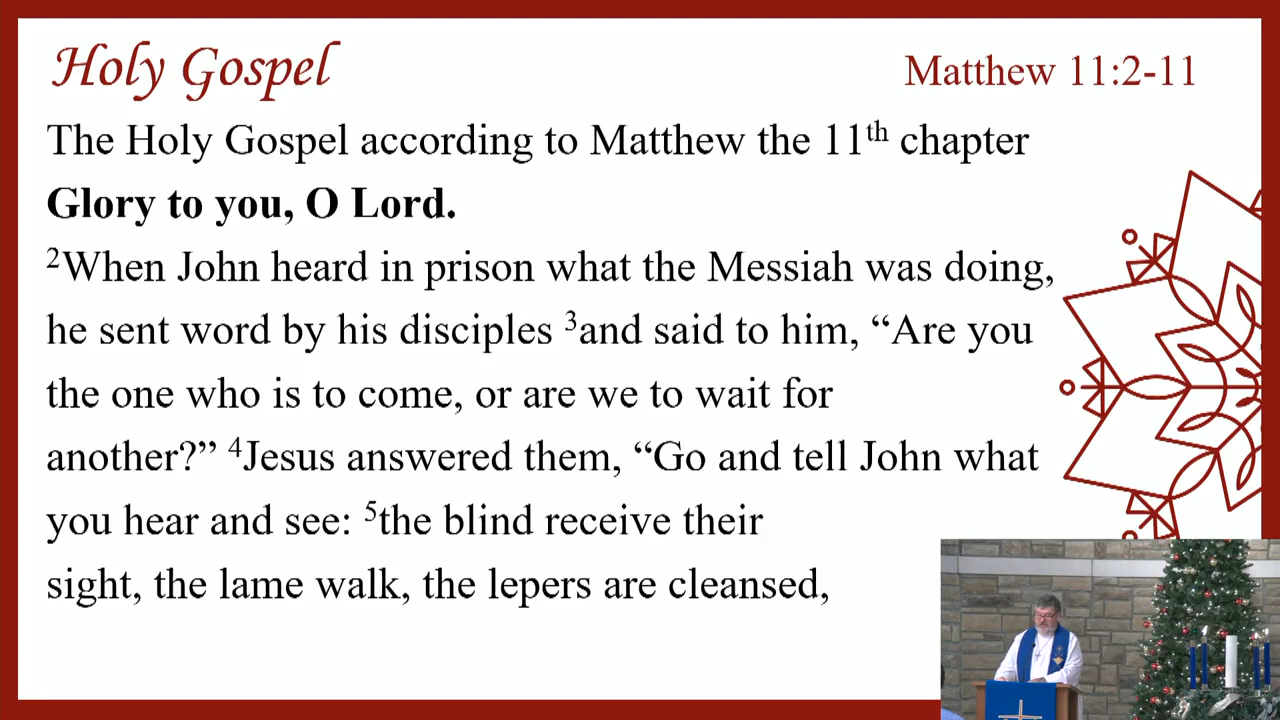 Holy Gospel
Matthew 11:2-11
The Holy Gospel according to Matthew the 11th chapter
Glory to you, O Lord.
2When John heard in prison what the Messiah was doing,
he sent word by his disciples 3and said to him, “Are you
the one who is to come, or are we to wait for
another?” 4Jesus answered them, “Go and tell John what
you hear and see: 5the blind receive their
sight, the lame walk, the lepers are cleansed,